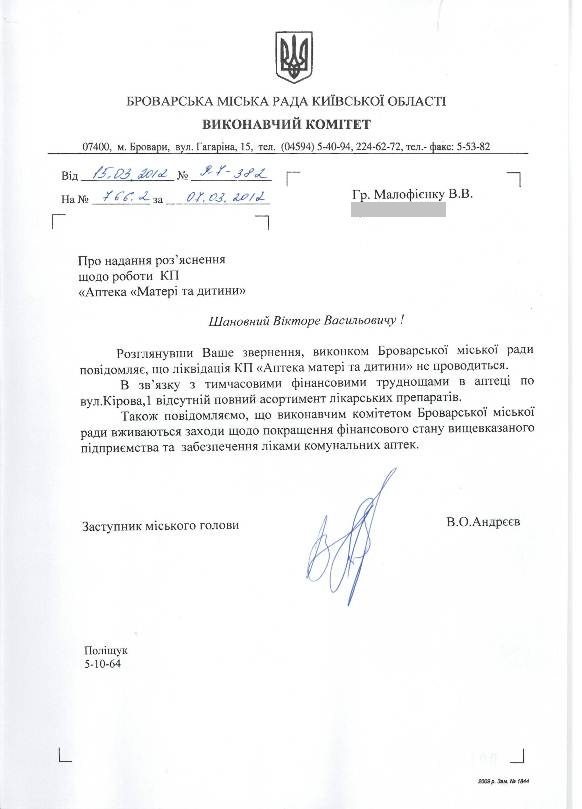 БРОВАРСЬКА МІСЬКА РАДА КИЇВСЬКОЇ ОБЛАСТІ
ВИКОНАВЧИЙ КОМІТЕТ
07400, м. Бровари, вул. Гагаріна, 15, тел. (04594) 5-40-94, 224-62-72, тел.- факс: 5-53-82
Від 15.03.2012 №
На № 766.2 за 07.03.2012
Гр. Малофієнку В.В.
Про надання роз’яснення
щодо роботи КП
«Аптека «Матері та дитини»
Шановний Вікторе Васильовичу !
Розглянувши Ваше звернення, виконком Броварської міської ради
повідомляє, що ліквідація КП «Аптека матері та дитини» не проводиться.
В зв’язку з тимчасовими фінансовими труднощами в аптеці по
вул.Кірова,1 відсутній повний асортимент лікарських препаратів.
Також повідомляємо, що виконавчим комітетом Броварської міської
ради вживаються заходи щодо покращення фінансового стану вищевказаного
підприємства та забезпечення ліками комунальних аптек.
Заступник міського голови В.О.Андрєєв
Поліщук
5-10-64
2009 р. Зам. № 1844